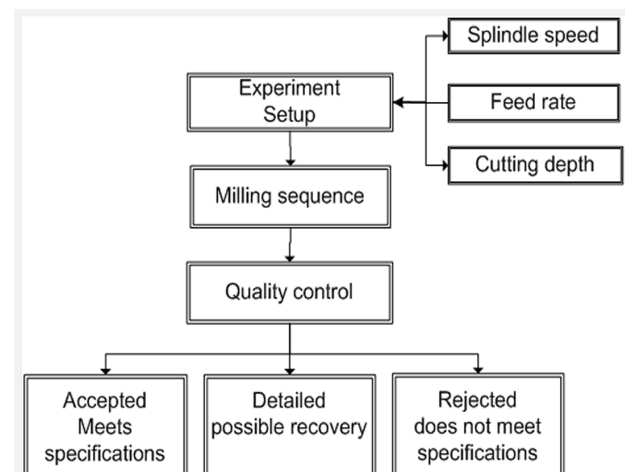 Splindle speed
Experiment
Setup
Feed rate
Cutting depth
Milling sequence
Quality control
Accepted
Meets
specifications
Detailed
possible recovery
Rejected
does not meet
specifications